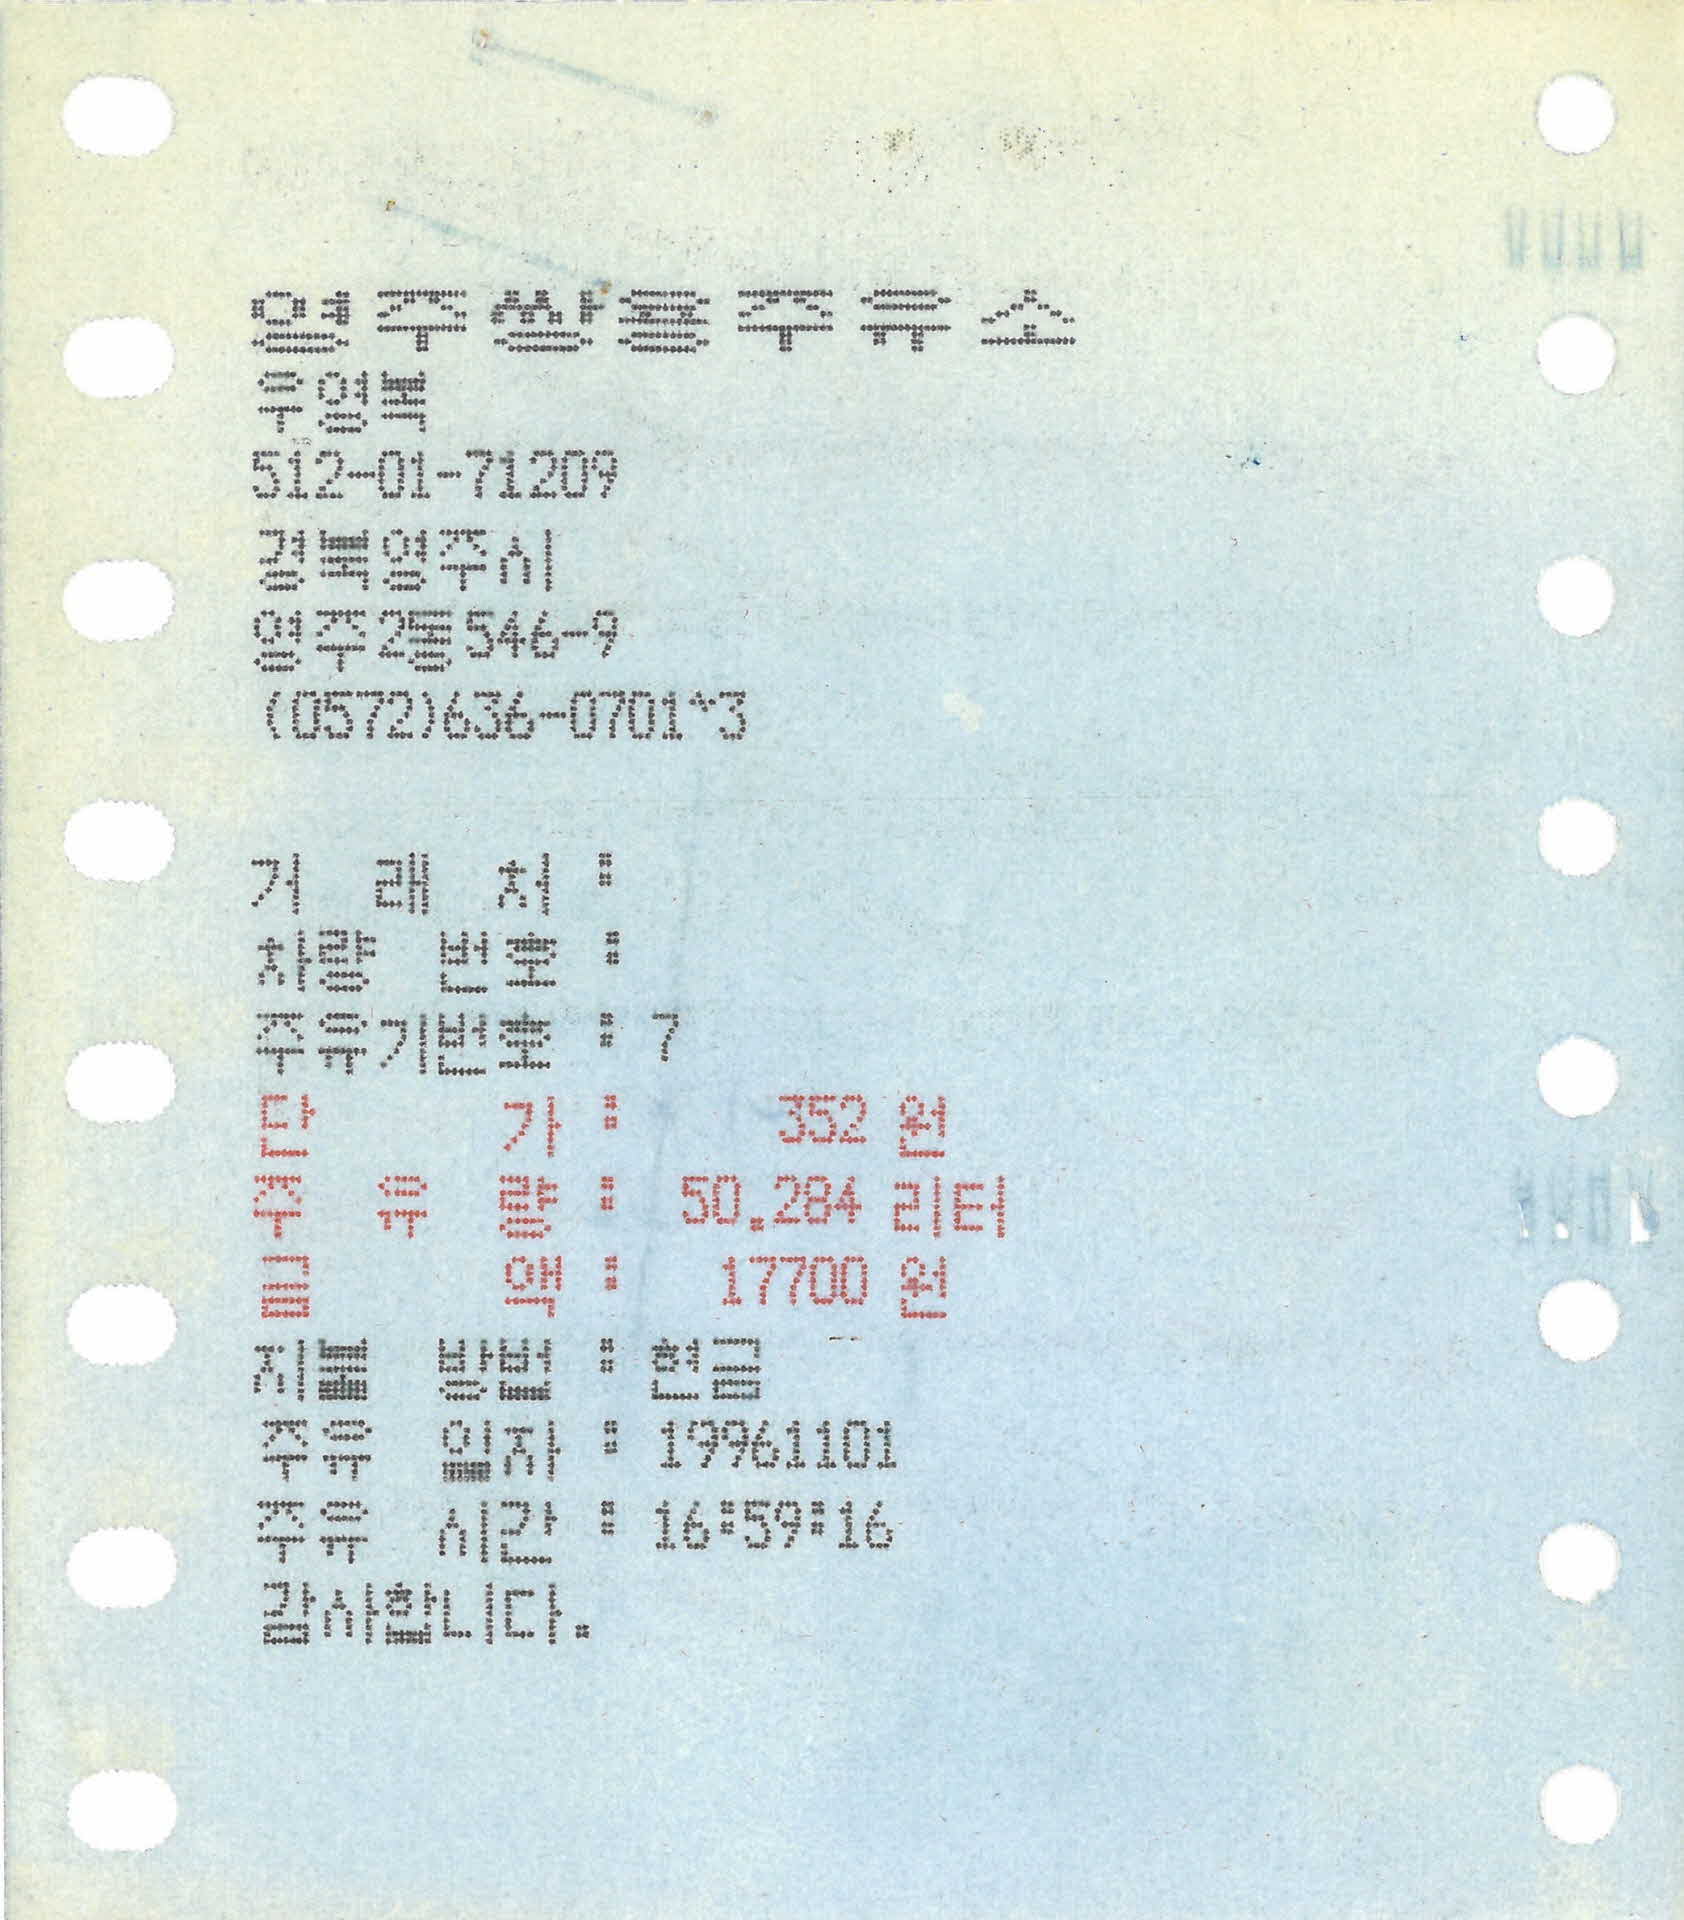 영주쌍용주유소
우영복
512-01-71209
경북영주시
영주2동546-9
(0572)636-0701~3
거 래 처 :
차량 번호 :
주유기번호 : 7
단 가 : 352 원
주 유 량 : 50.284 리터
금 액 : 17700 원
지불 방법 : 현금
주유 일자 : 19961101
주유 시간 : 16:59:16
감사합니다.